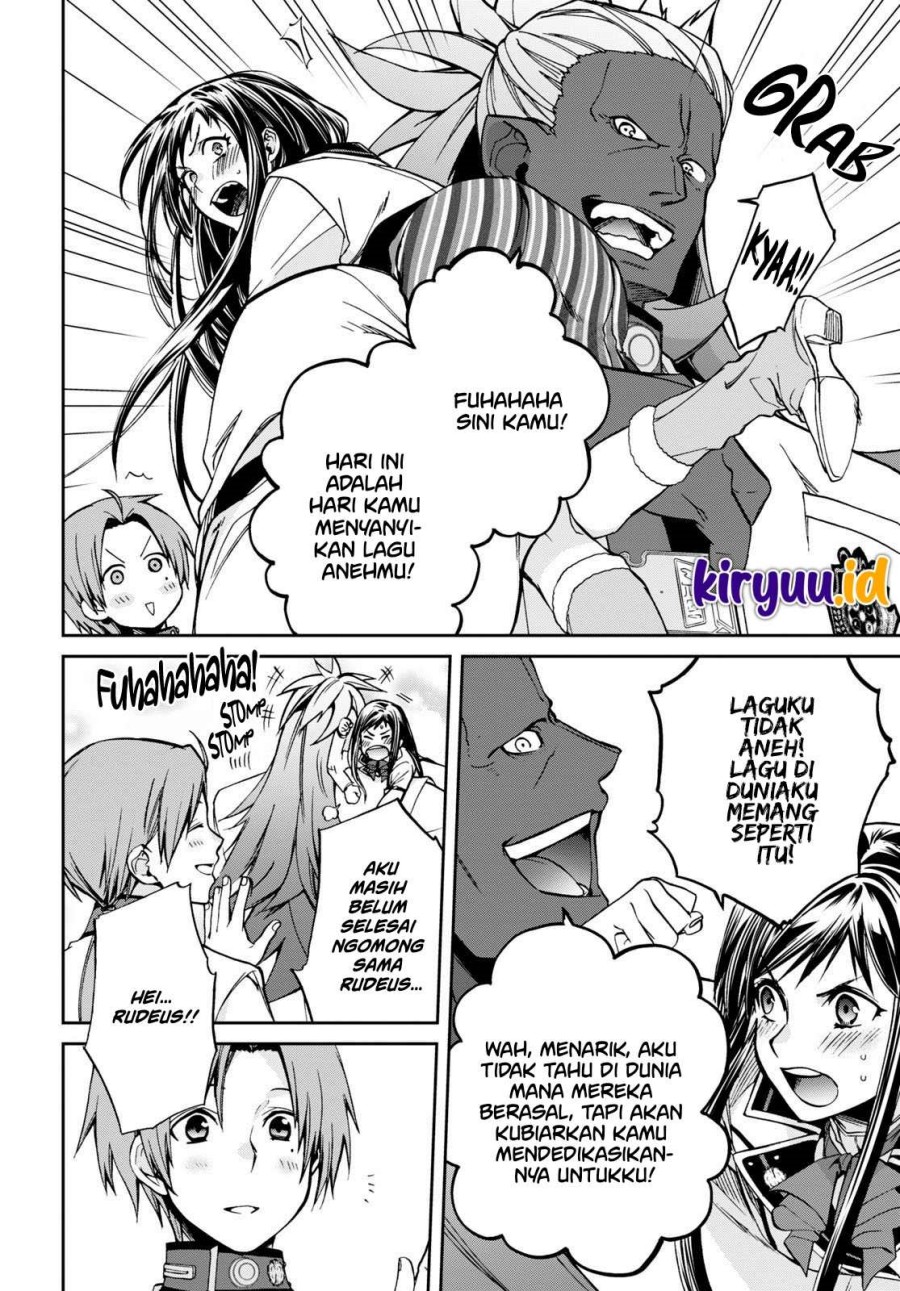 GRAB
KYAA!!
FUHAHAHA
SINI KAMU!
HARI INI
ADALAH
HARI KAMU
MENYANYI-
KAN LAGU
ANEHMU!
kiryuu.id
LAGUKU
TIDAK
ANEH!
LAGU DI
DUNIAKU
MEMANG
SEPERTI
ITU!
WAH, MENARIK, AKU
TIDAK TAHU DI DUNIA
MANA MEREKA
BERASAL, TAPI AKAN
KUBIARKAN KAMU
MENDEDIKASIKAN-
NYA UNTUKKU!
Fuhahahahaha!
STOMP
STOMP
AKU
MASIH
BELUM
SELESAI
NGOMONG
SAMA
RUDEUS...
HEI...
RUDEUS!!